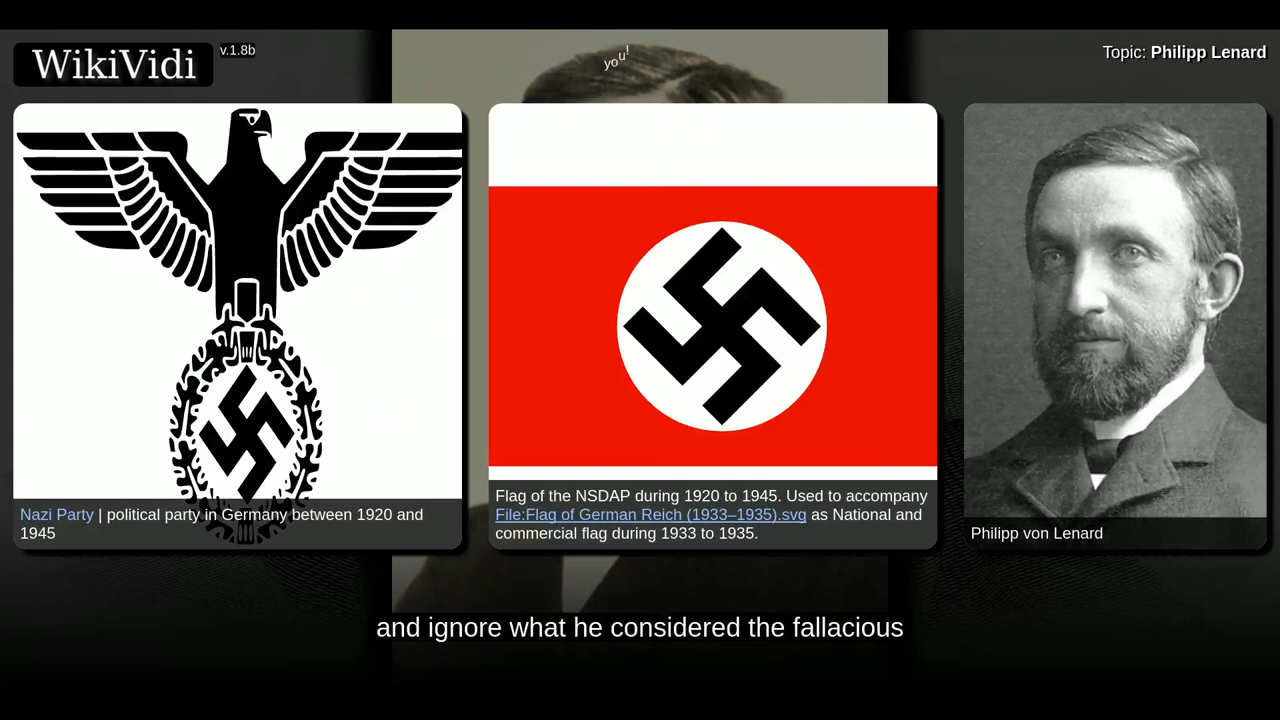 WikiVidi
v.1.8b
you!
Topic: Philipp Lenard
Nazi Party | political party in Germany between 1920 and
1945
Flag of the NSDAP during 1920 to 1945. Used to accompany
File:Flag of German Reich (1933–1935).svg as National and
commercial flag during 1933 to 1935.
Philipp von Lenard
and ignore what he considered the fallacious